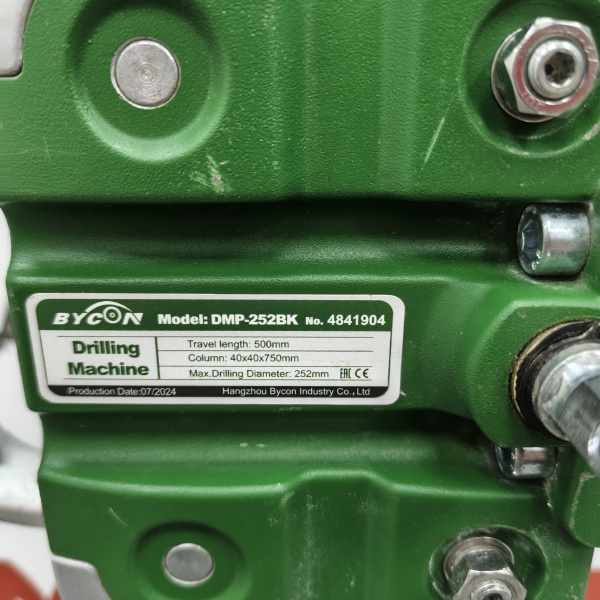 BYCON Model: DMP-252BK No. 4841904
Drilling Machine
Travel length: 500mm
Column: 40x40x750mm
Max.Drilling Diameter: 252mm EAC CE
Production Date:07/2024 Hangzhou Bycon Industry Co., Ltd